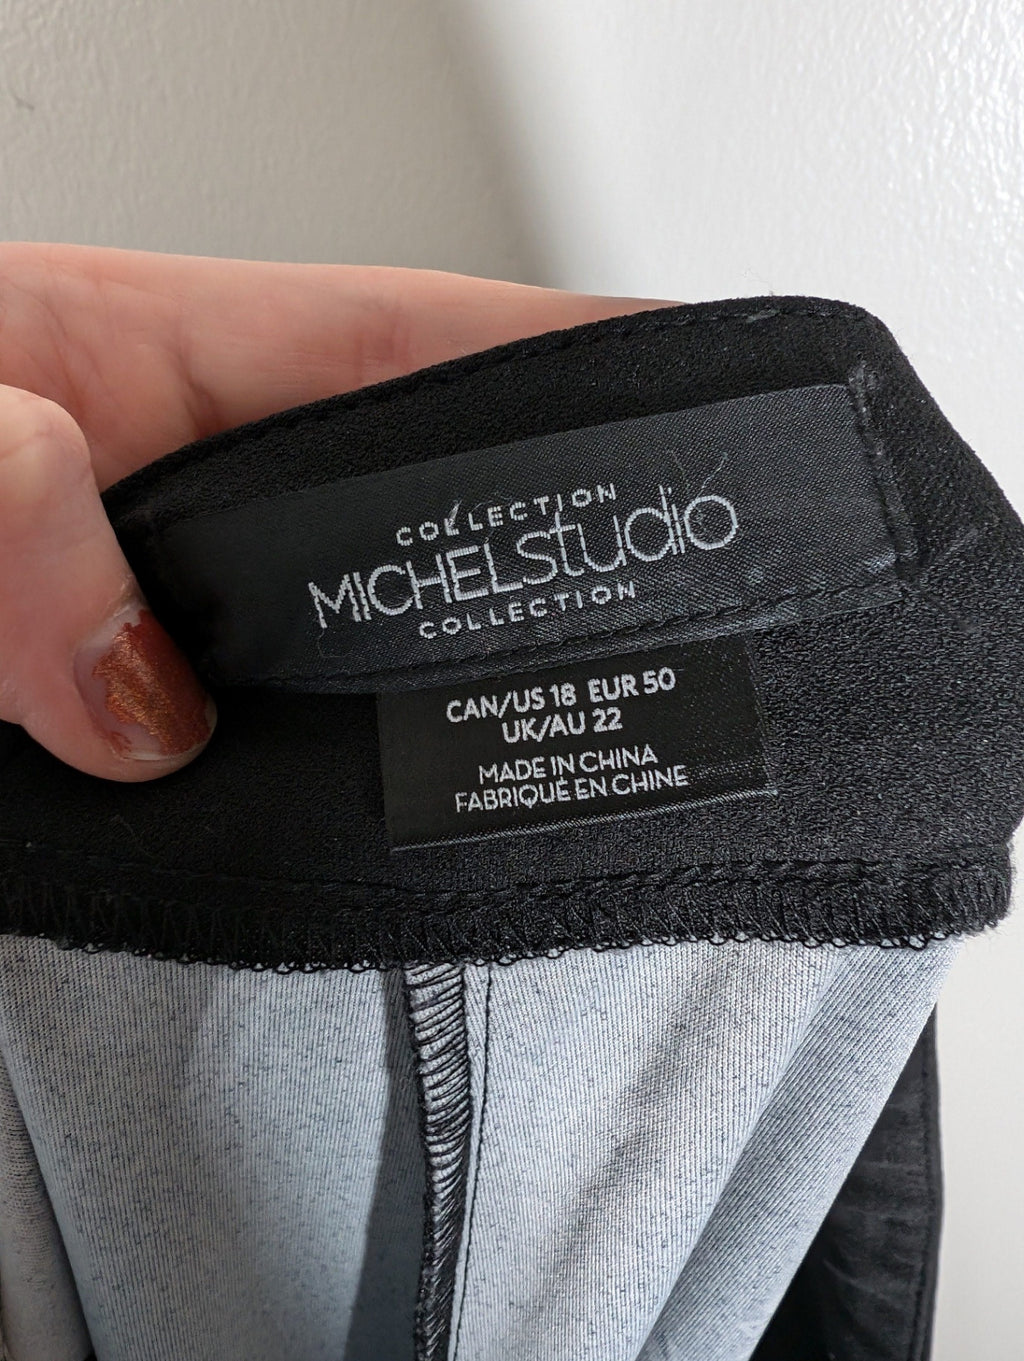 COLLECTION
MICHELStudio
COLLECTION
CAN/US 18 EUR 50
UK/AU 22
MADE IN CHINA
FABRIQUÉ EN CHINE